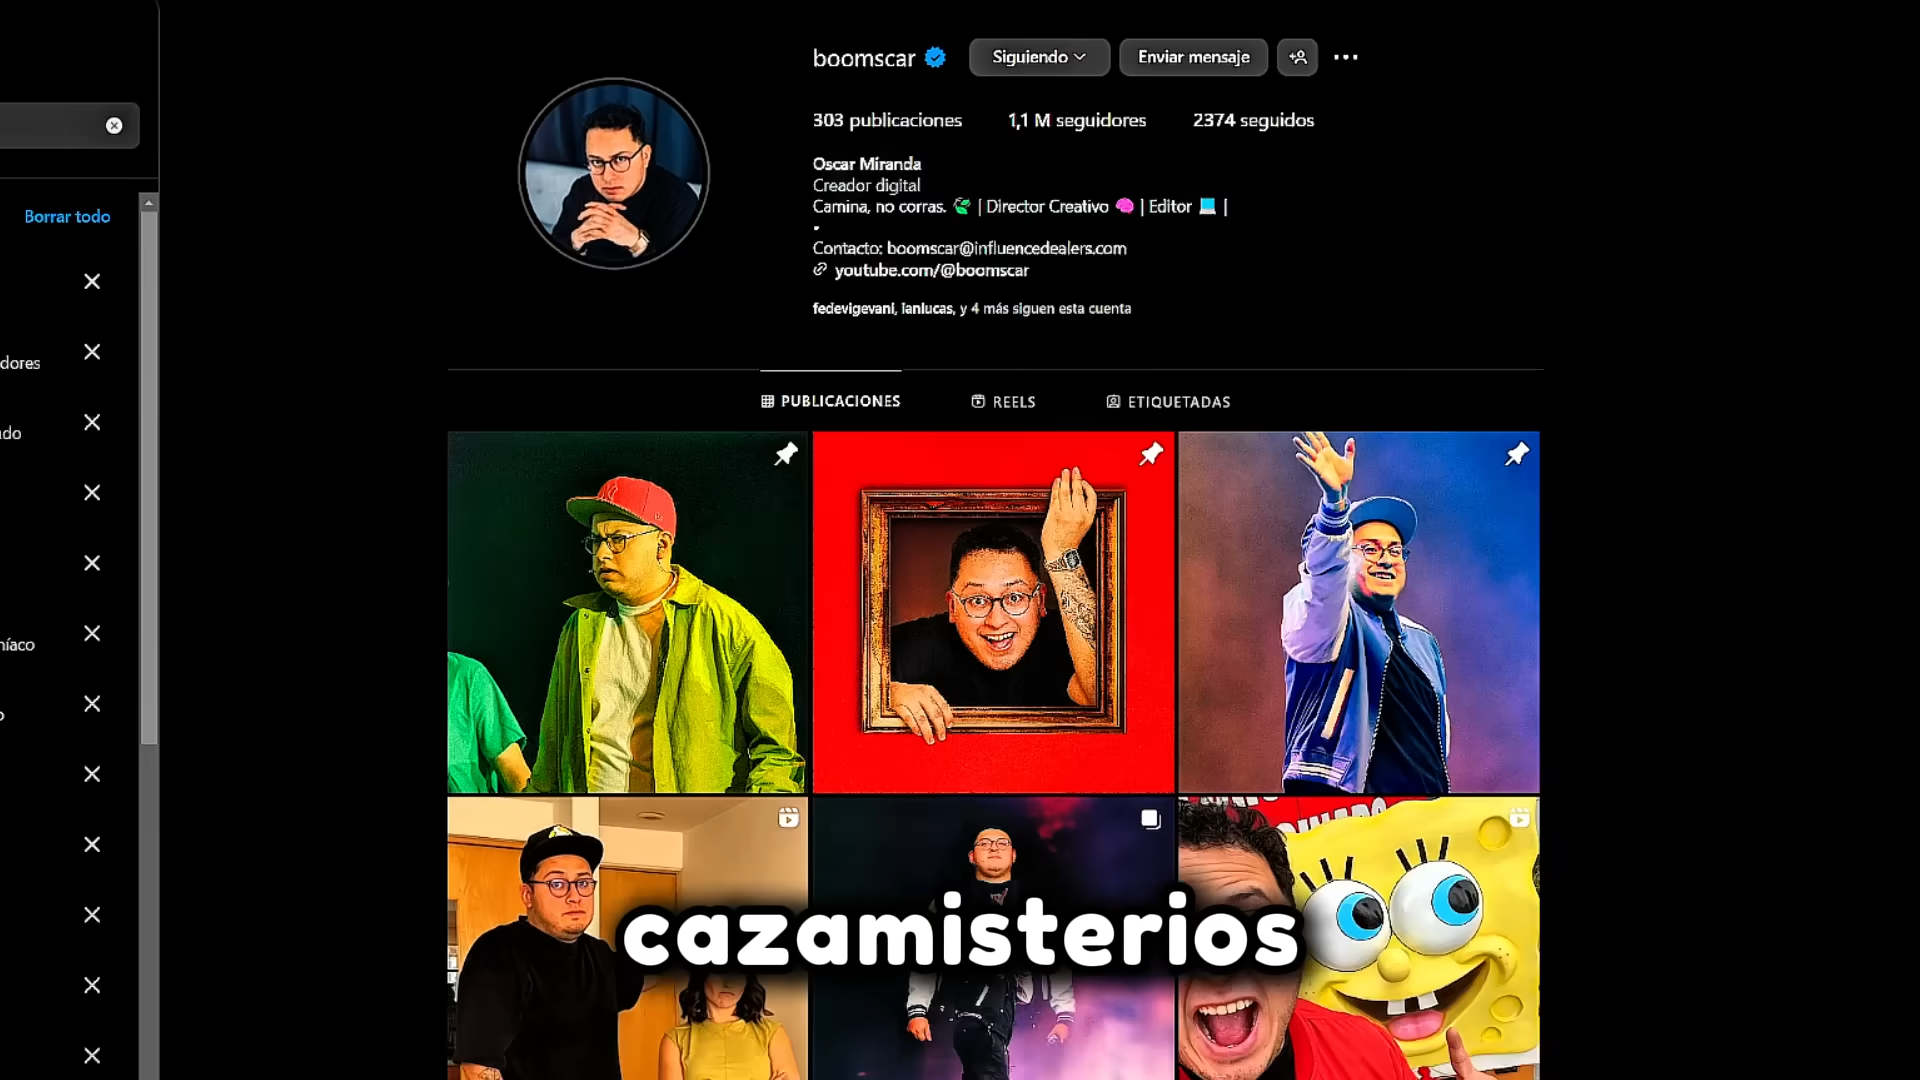 boomscar
Siguiendo
Enviar mensaje
303 publicaciones
1,1 M seguidores
2374 seguidos
Oscar Miranda
Creador digital
Camina, no corras. 🍃 | Director Creativo 🧠 | Editor 💻 |
•
Contacto: boomscar@influencedealers.com
youtube.com/@boomscar
fedevigevani, ianlucas, y 4 más siguen esta cuenta
Borrar todo
dores
do
níaco
o
PUBLICACIONES
REELS
ETIQUETADAS
cazamisterios